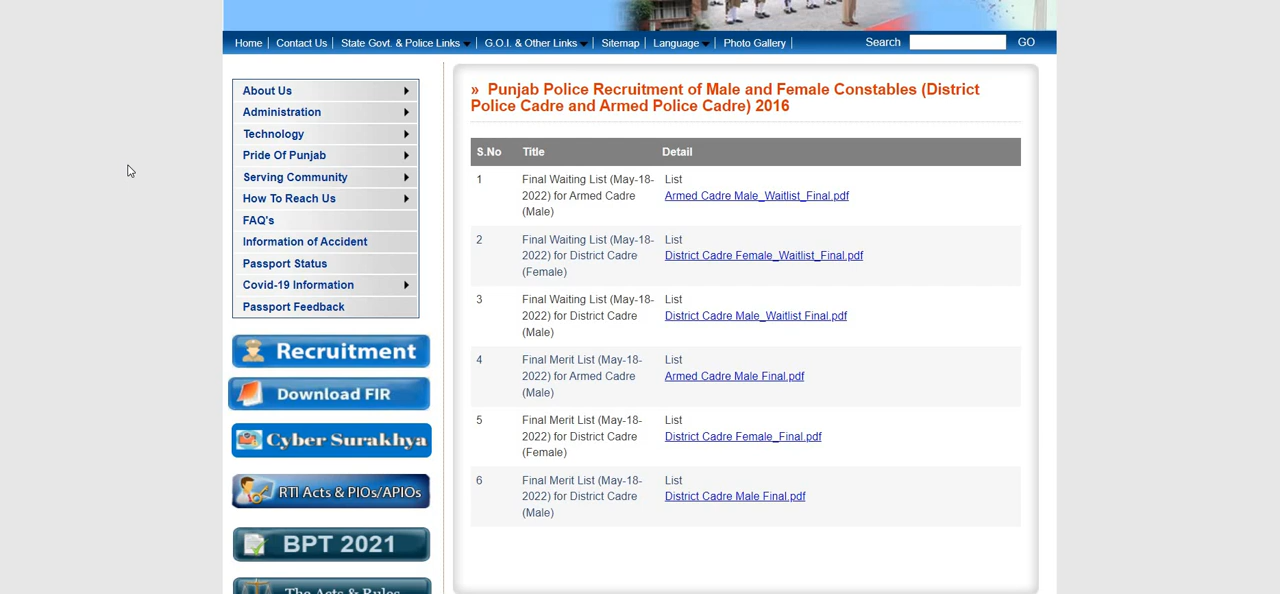 Home | Contact Us | State Govt. & Police Links | G.O.I. & Other Links | Sitemap | Language | Photo Gallery | Search GO
About Us
Administration
Technology
Pride Of Punjab
Serving Community
How To Reach Us
FAQ's
Information of Accident
Passport Status
Covid-19 Information
Passport Feedback
Recruitment
Download FIR
Cyber Surakhya
RTI Acts & PIOs/APIOs
BPT 2021
The Acts & Rules
» Punjab Police Recruitment of Male and Female Constables (District
Police Cadre and Armed Police Cadre) 2016
S.No Title Detail
1 Final Waiting List (May-18- List
2022) for Armed Cadre Armed Cadre Male_Waitlist_Final.pdf
(Male)
2 Final Waiting List (May-18- List
2022) for District Cadre District Cadre Female_Waitlist_Final.pdf
(Female)
3 Final Waiting List (May-18- List
2022) for District Cadre District Cadre Male_Waitlist Final.pdf
(Male)
4 Final Merit List (May-18- List
2022) for Armed Cadre Armed Cadre Male Final.pdf
(Male)
5 Final Merit List (May-18- List
2022) for District Cadre District Cadre Female_Final.pdf
(Female)
6 Final Merit List (May-18- List
2022) for District Cadre District Cadre Male Final.pdf
(Male)